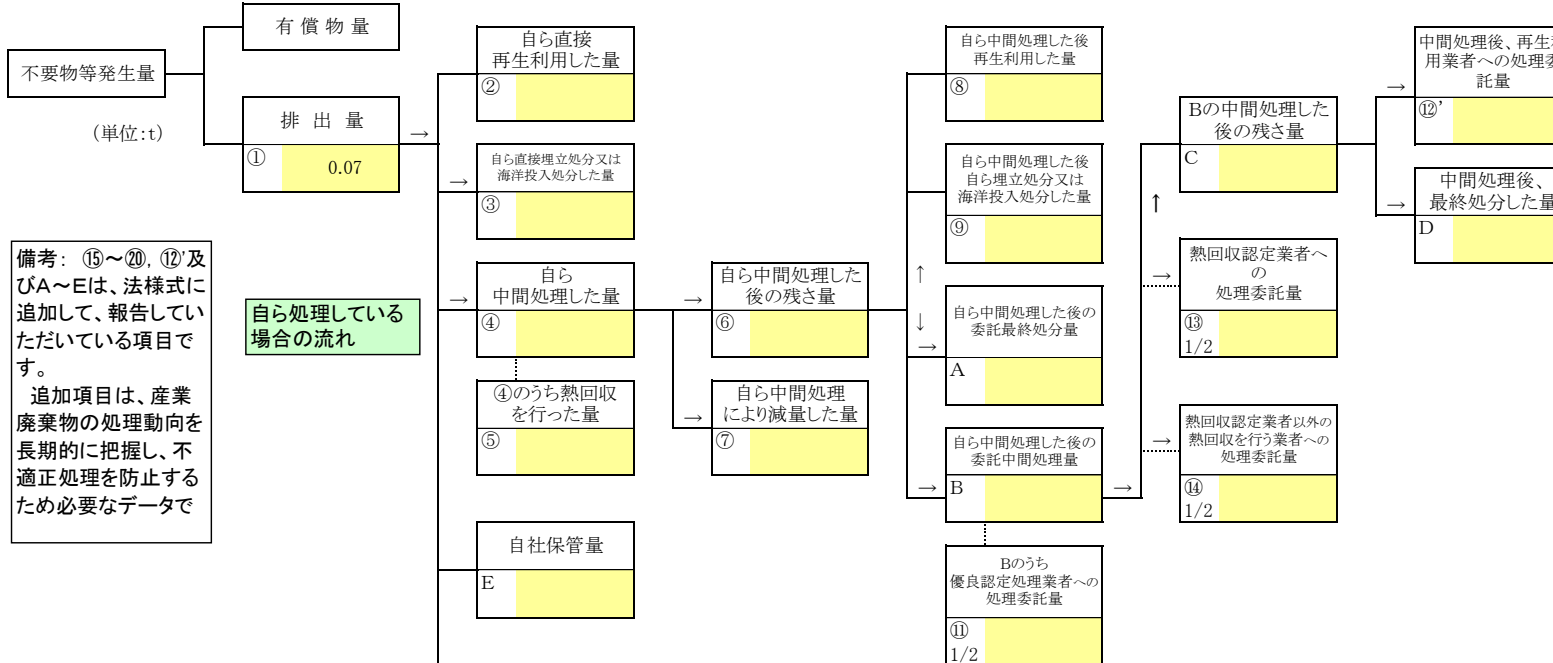 有 償 物 量
不要物等発生量
(単位:t)
排 出 量
①
0.07
→
備考： ⑮～⑳, ⑫'及
びA～Eは、法様式に
追加して、報告してい
ただいている項目で
す。
追加項目は、産業
廃棄物の処理動向を
長期的に把握し、不
適正処理を防止する
ため必要なデータで
自ら処理している
場合の流れ
自ら直接
再生利用した量
②
→
自ら直接埋立処分又は
海洋投入処分した量
③
→
自ら
中間処理した量
④
④のうち熱回収
を行った量
⑤
自社保管量
E
→
自ら中間処理した
後の残さ量
⑥
→
自ら中間処理
により減量した量
⑦
自ら中間処理した後
再生利用した量
⑧
自ら中間処理した後
自ら埋立処分又は
海洋投入処分した量
⑨
↑
↓
→
自ら中間処理した後の
委託最終処分量
A
自ら中間処理した後の
委託中間処理量
→
B
Bのうち
優良認定処理業者への
処理委託量
⑪
1/2
→
Bの中間処理した
後の残さ量
C
↑
→
熱回収認定業者へ
の
処理委託量
⑬
1/2
→
熱回収認定業者以外の
熱回収を行う業者への
処理委託量
⑭
1/2
→
中間処理後、再生
用業者への処理
託量
⑫'
→
中間処理後、
最終処分した量
D